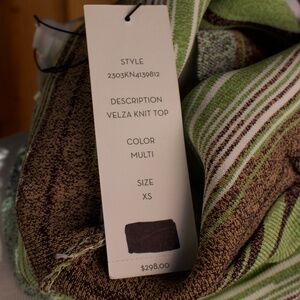 STYLE
2303KN4139812
DESCRIPTION
VELZA KNIT TOP
COLOR
MULTI
SIZE
XS
$298.00